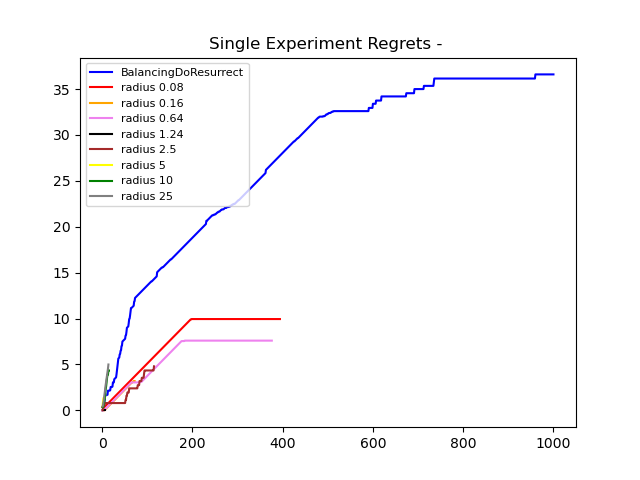 Single Experiment Regrets -
BalancingDoResurrect
radius 0.08
radius 0.16
radius 0.64
radius 1.24
radius 2.5
radius 5
radius 10
radius 25
35
30
25
20
15
10
5
0
0 200 400 600 800 1000